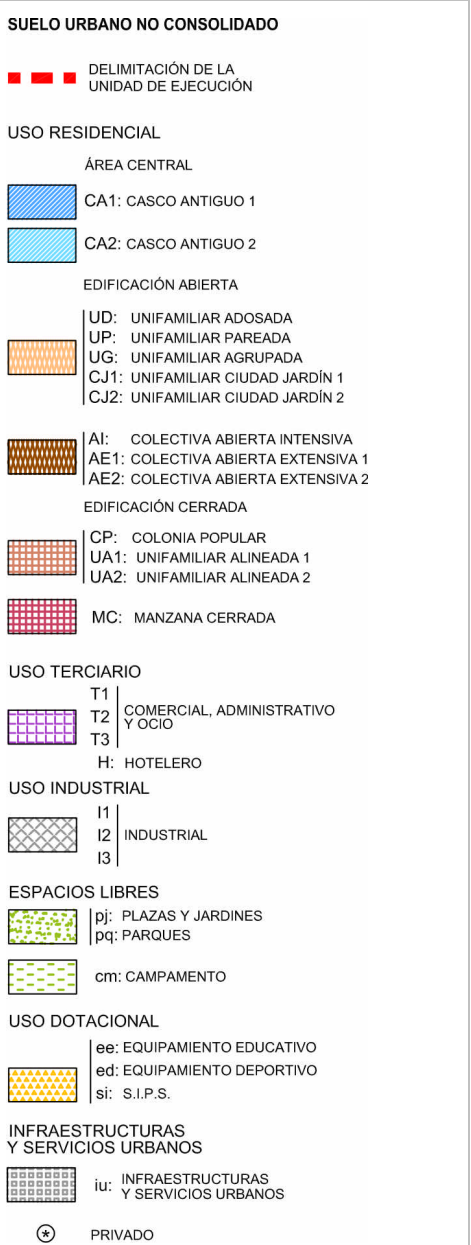 SUELO URBANO NO CONSOLIDADO
DELIMITACIÓN DE LA
UNIDAD DE EJECUCIÓN
USO RESIDENCIAL
ÁREA CENTRAL
CA1: CASCO ANTIGUO 1
CA2: CASCO ANTIGUO 2
EDIFICACIÓN ABIERTA
UD: UNIFAMILIAR ADOSADA
UP: UNIFAMILIAR PAREADA
UG: UNIFAMILIAR AGRUPADA
CJ1: UNIFAMILIAR CIUDAD JARDÍN 1
CJ2: UNIFAMILIAR CIUDAD JARDÍN 2
AI: COLECTIVA ABIERTA INTENSIVA
AE1: COLECTIVA ABIERTA EXTENSIVA 1
AE2: COLECTIVA ABIERTA EXTENSIVA 2
EDIFICACIÓN CERRADA
CP: COLONIA POPULAR
UA1: UNIFAMILIAR ALINEADA 1
UA2: UNIFAMILIAR ALINEADA 2
MC: MANZANA CERRADA
USO TERCIARIO
T1
T2
T3
COMERCIAL, ADMINISTRATIVO
Y OCIO
H: HOTELERO
USO INDUSTRIAL
I1
I2 INDUSTRIAL
I3
ESPACIOS LIBRES
pj: PLAZAS Y JARDINES
pq: PARQUES
cm: CAMPAMENTO
USO DOTACIONAL
ee: EQUIPAMIENTO EDUCATIVO
ed: EQUIPAMIENTO DEPORTIVO
si: S.I.P.S.
INFRAESTRUCTURAS
Y SERVICIOS URBANOS
iu: INFRAESTRUCTURAS
Y SERVICIOS URBANOS
* PRIVADO